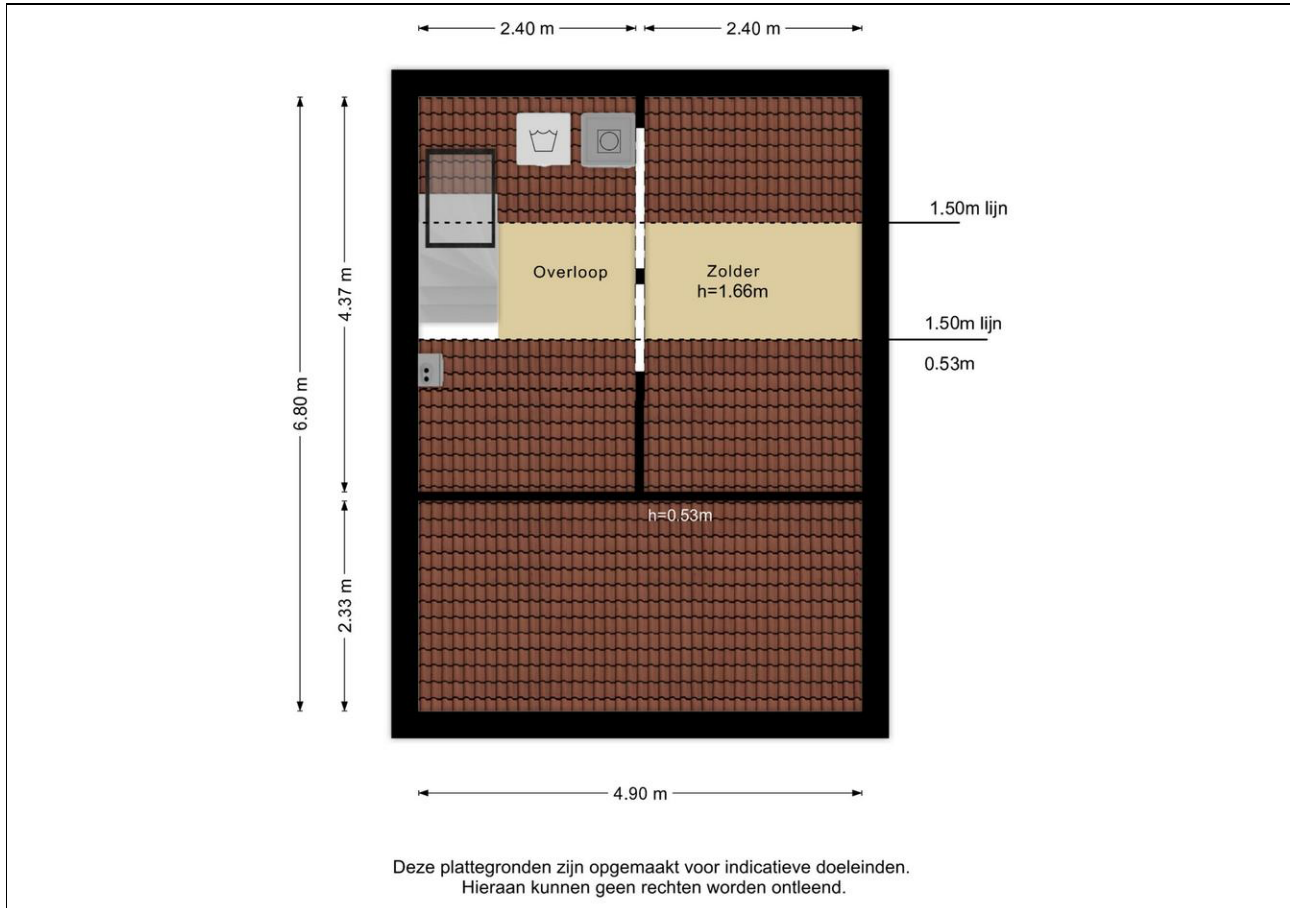 2.40 m
2.40 m
1.50m lijn
Overloop
Zolder
h=1.66m
4.37 m
1.50m lijn
0.53m
6.80 m
h=0.53m
2.33 m
4.90 m
Deze plattegronden zijn opgemaakt voor indicatieve doeleinden.
Hieraan kunnen geen rechten worden ontleend.